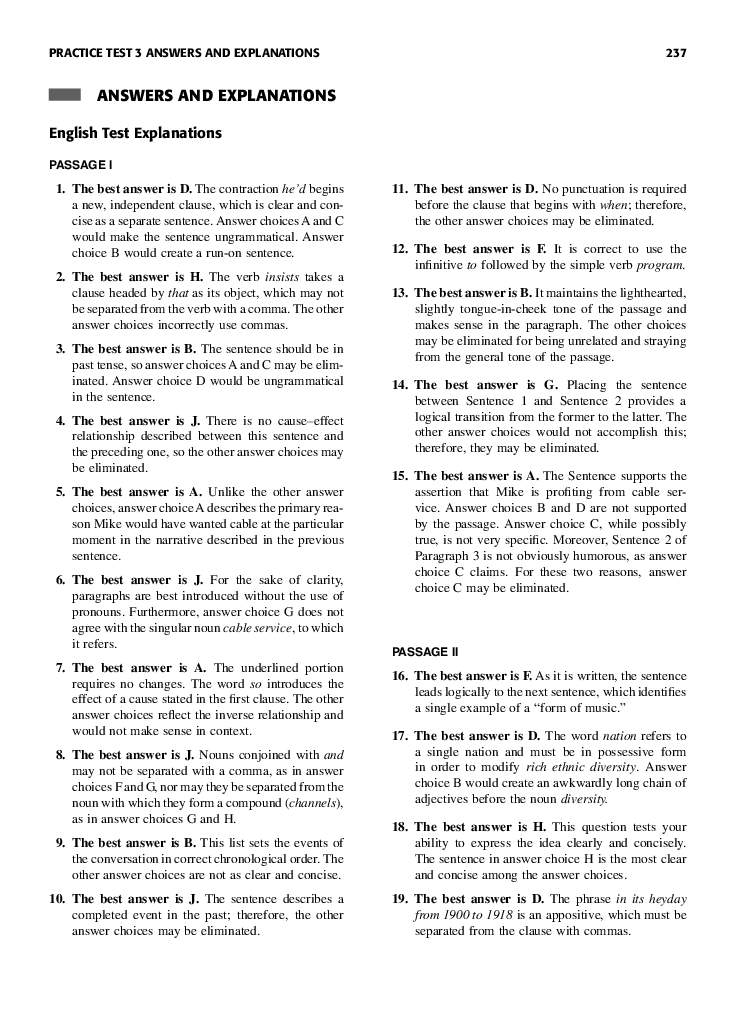 PRACTICE TEST 3 ANSWERS AND EXPLANATIONS 237
ANSWERS AND EXPLANATIONS
English Test Explanations
PASSAGE I
1. The best answer is D. The contraction he'd begins
a new, independent clause, which is clear and con-
cise as a separate sentence. Answer choices A and C
would make the sentence ungrammatical. Answer
choice B would create a run-on sentence.
2. The best answer is H. The verb insists takes a
clause headed by that as its object, which may not
be separated from the verb with a comma. The other
answer choices incorrectly use commas.
3. The best answer is B. The sentence should be in
past tense, so answer choices A and C may be elim-
inated. Answer choice D would be ungrammatical
in the sentence.
4. The best answer is J. There is no cause–effect
relationship described between this sentence and
the preceding one, so the other answer choices may
be eliminated.
5. The best answer is A. Unlike the other answer
choices, answer choice A describes the primary rea-
son Mike would have wanted cable at the particular
moment in the narrative described in the previous
sentence.
6. The best answer is J. For the sake of clarity,
paragraphs are best introduced without the use of
pronouns. Furthermore, answer choice G does not
agree with the singular noun cable service, to which
it refers.
7. The best answer is A. The underlined portion
requires no changes. The word so introduces the
effect of a cause stated in the first clause. The other
answer choices reflect the inverse relationship and
would not make sense in context.
8. The best answer is J. Nouns conjoined with and
may not be separated with a comma, as in answer
choices F and G, nor may they be separated from the
noun with which they form a compound (channels),
as in answer choices G and H.
9. The best answer is B. This list sets the events of
the conversation in correct chronological order. The
other answer choices are not as clear and concise.
10. The best answer is J. The sentence describes a
completed event in the past; therefore, the other
answer choices may be eliminated.
11. The best answer is D. No punctuation is required
before the clause that begins with when; therefore,
the other answer choices may be eliminated.
12. The best answer is F. It is correct to use the
infinitive to followed by the simple verb program.
13. The best answer is B. It maintains the lighthearted,
slightly tongue-in-cheek tone of the passage and
makes sense in the paragraph. The other choices
may be eliminated for being unrelated and straying
from the general tone of the passage.
14. The best answer is G. Placing the sentence
between Sentence 1 and Sentence 2 provides a
logical transition from the former to the latter. The
other answer choices would not accomplish this;
therefore, they may be eliminated.
15. The best answer is A. The Sentence supports the
assertion that Mike is profiting from cable ser-
vice. Answer choices B and D are not supported
by the passage. Answer choice C, while possibly
true, is not very specific. Moreover, Sentence 2 of
Paragraph 3 is not obviously humorous, as answer
choice C claims. For these two reasons, answer
choice C may be eliminated.
PASSAGE II
16. The best answer is F. As it is written, the sentence
leads logically to the next sentence, which identifies
a single example of a “form of music.”
17. The best answer is D. The word nation refers to
a single nation and must be in possessive form
in order to modify rich ethnic diversity. Answer
choice B would create an awkwardly long chain of
adjectives before the noun diversity.
18. The best answer is H. This question tests your
ability to express the idea clearly and concisely.
The sentence in answer choice H is the most clear
and concise among the answer choices.
19. The best answer is D. The phrase in its heyday
from 1900 to 1918 is an appositive, which must be
separated from the clause with commas.